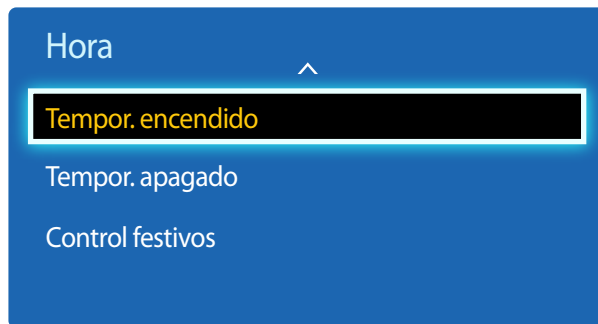 Hora
Tempor. encendido
Tempor. apagado
Control festivos